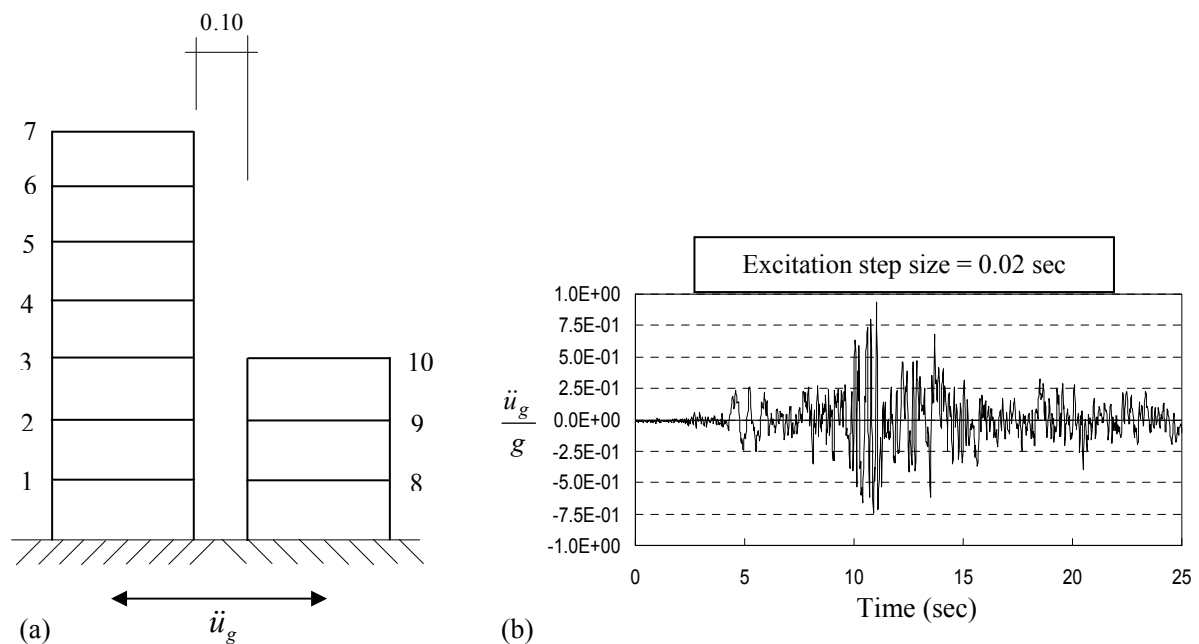 0.10
7
6
5
4
3
2
1
10
9
8
(a)
ü_g
Excitation step size = 0.02 sec
1.0E+00
7.5E-01
5.0E-01
2.5E-01
0.0E+00
-2.5E-01
-5.0E-01
-7.5E-01
-1.0E+00
ü_g
g
0 5 10 15 20 25
Time (sec)
(b)